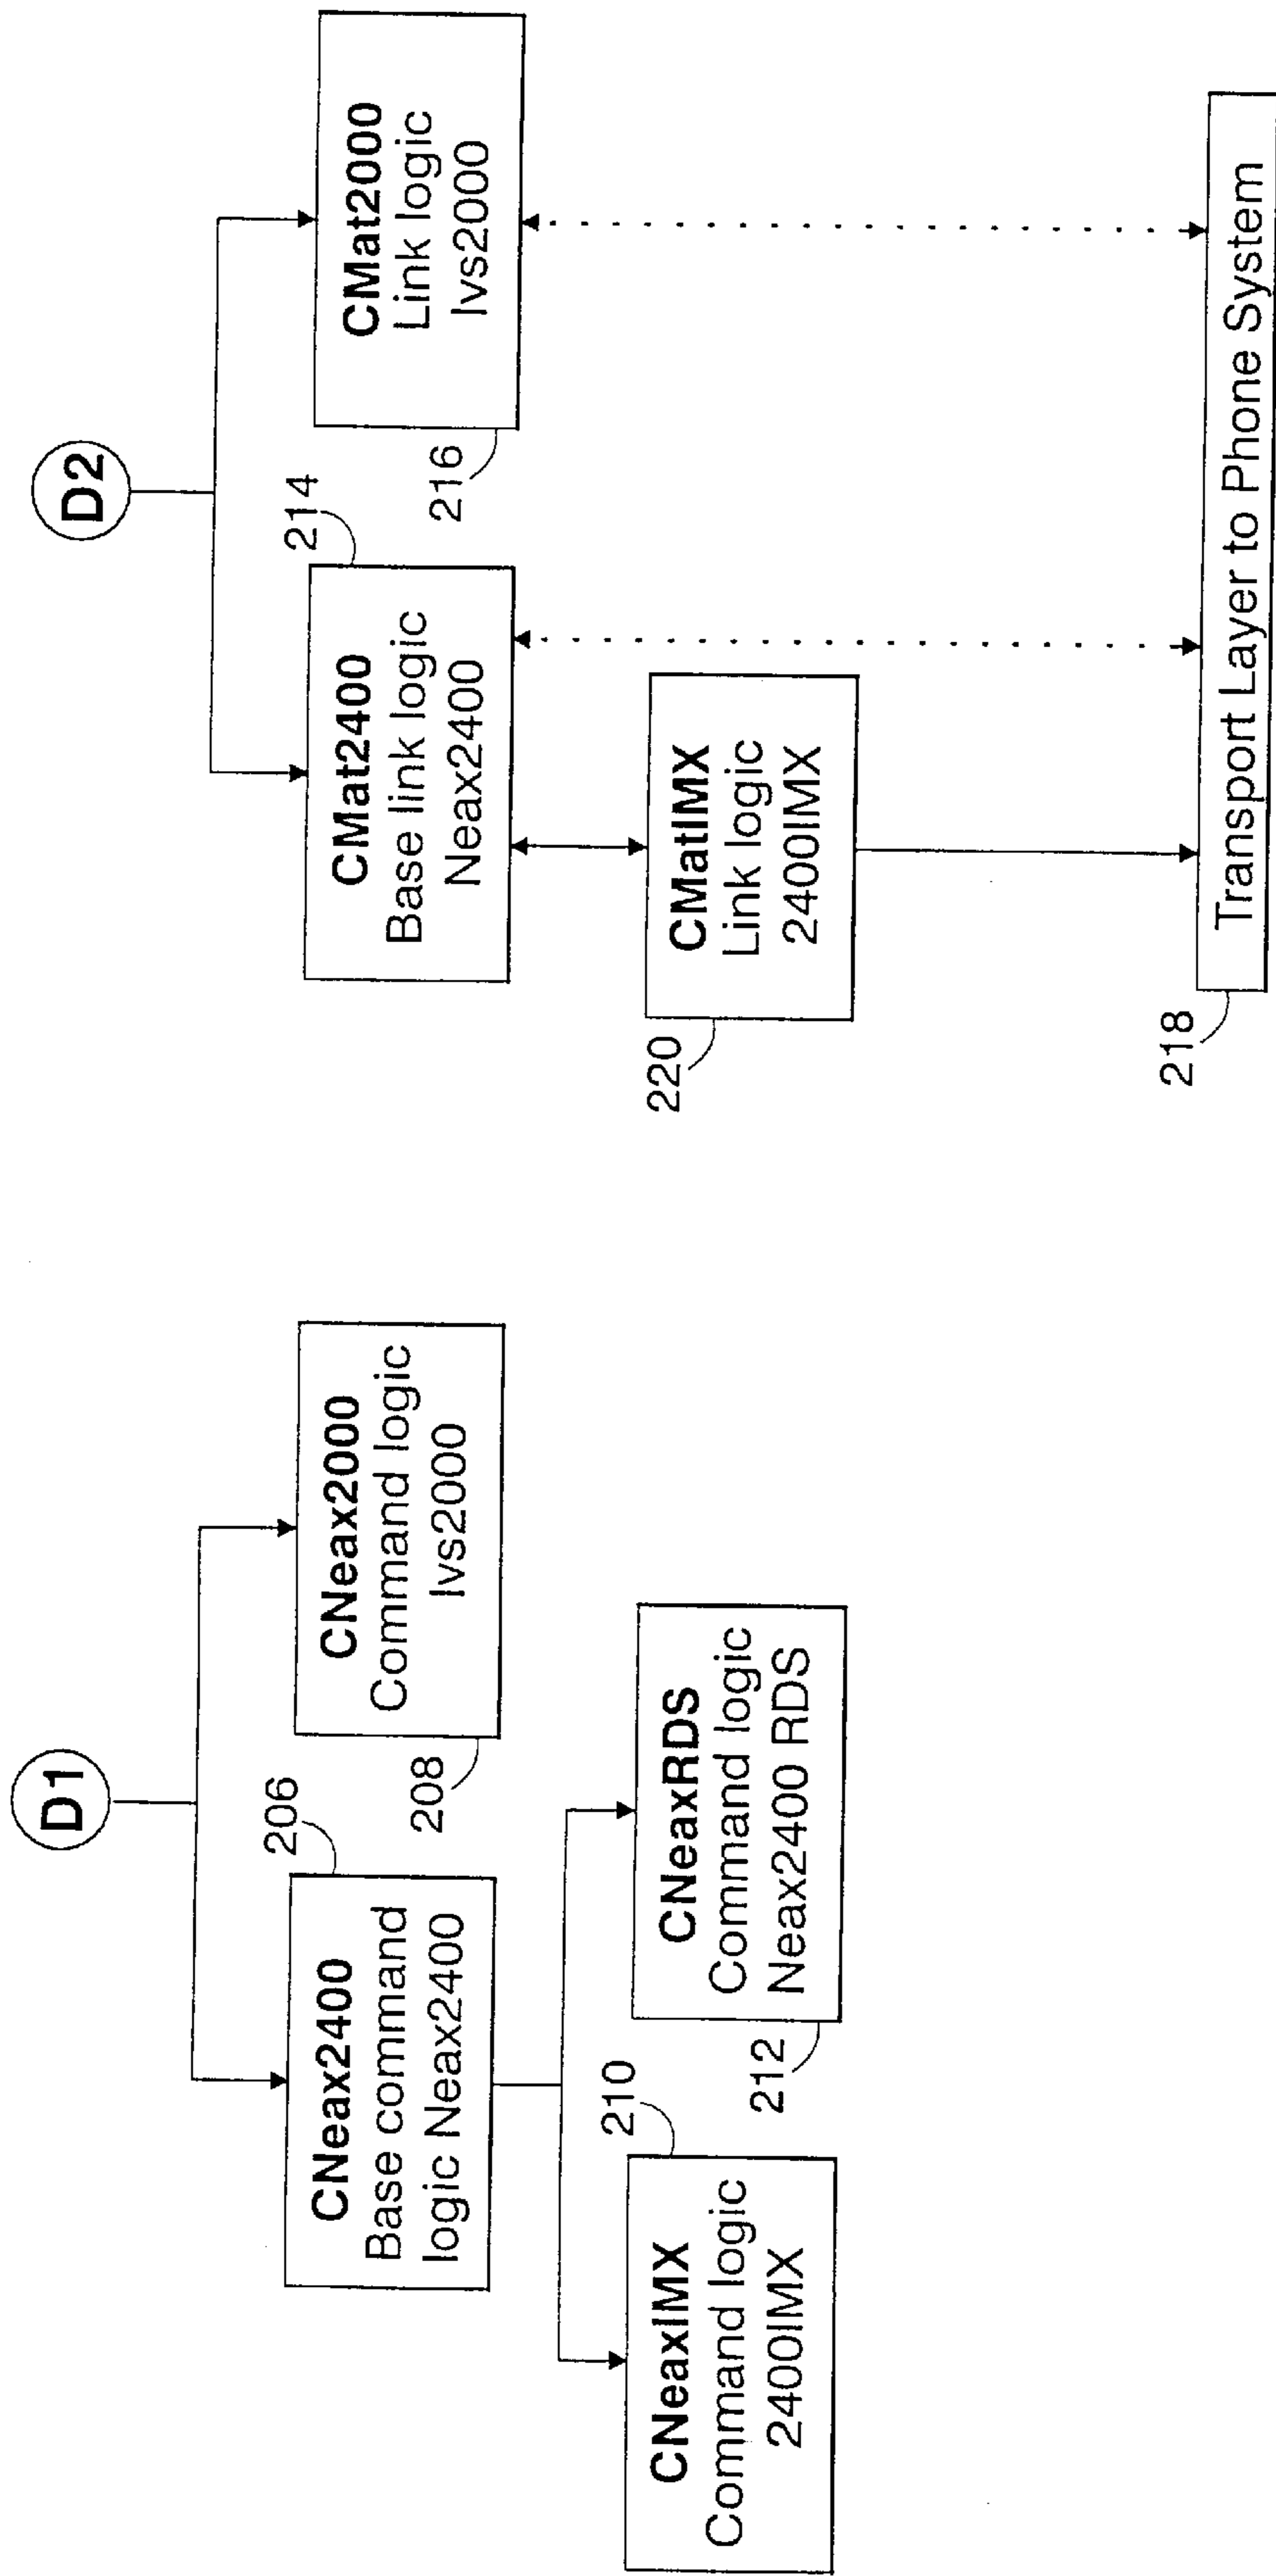 D1
206
CNeax2400
Base command
logic Neax2400
208
CNeax2000
Command logic
Ivs2000
210
CNeaxIMX
Command logic
2400IMX
212
CNeaxRDS
Command logic
Neax2400 RDS
D2
214
CMat2400
Base link logic
Neax2400
216
CMat2000
Link logic
Ivs2000
220
CMatIMX
Link logic
2400IMX
218
Transport Layer to Phone System